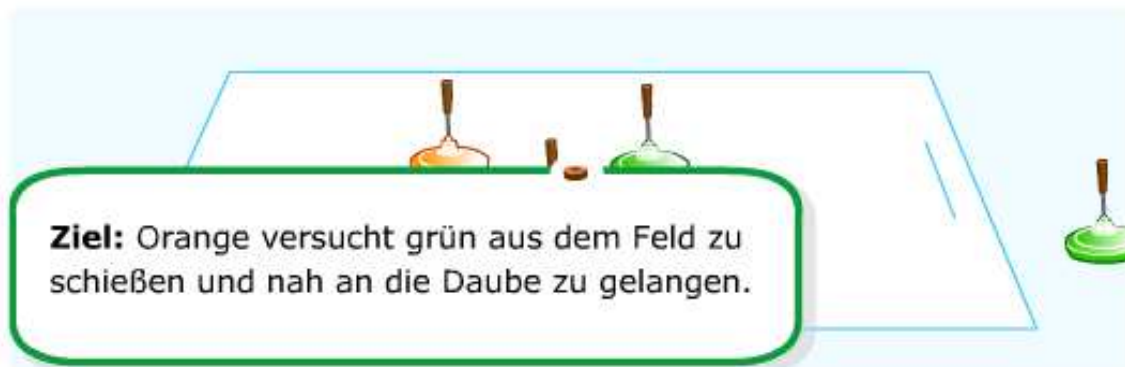 Ziel: Orange versucht grün aus dem Feld zu
schießen und nah an die Daube zu gelangen.